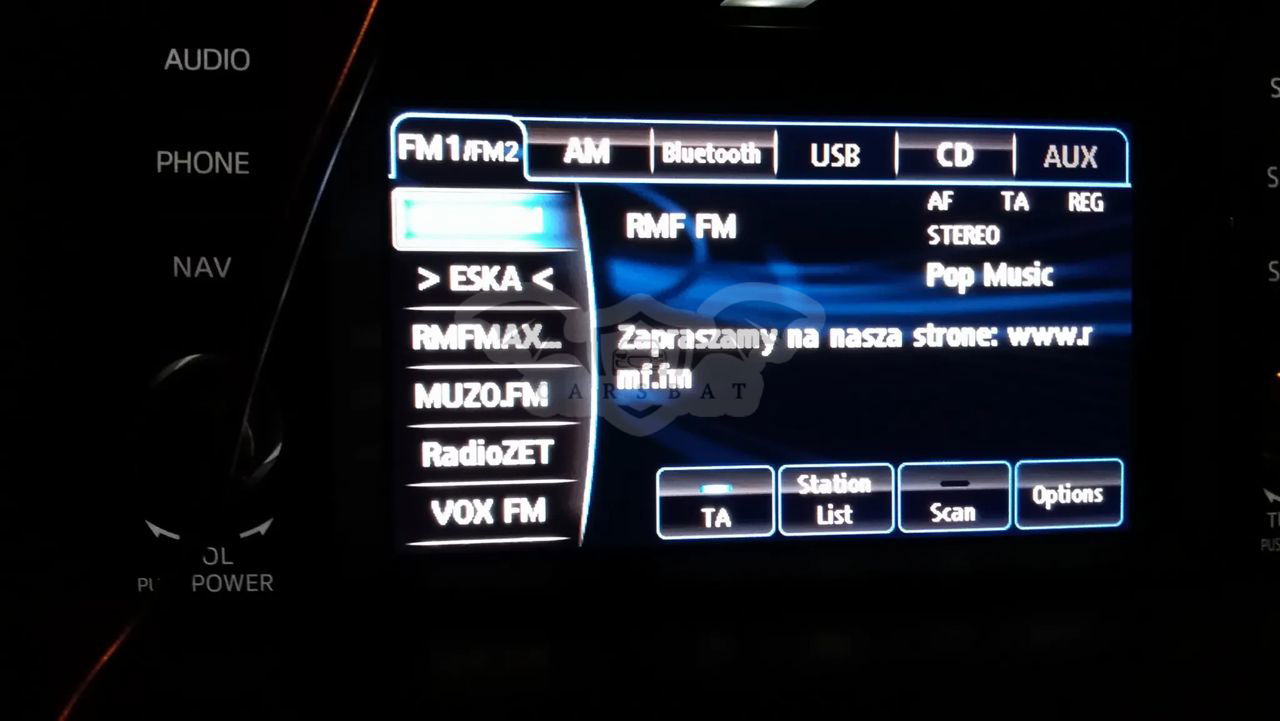 AUDIO
PHONE
NAV
OL
POWER
FM1/FM2
AM
Bluetooth
USB
CD
AUX
> ESKA <
RMFMAX...
MUZO.FM
RadioZET
VOX FM
RMF FM
AF TA REG
STEREO
Pop Music
Zapraszamy na nasza strone: www.r
mf.fm
CARSBAT
TA
Station
List
Scan
Options